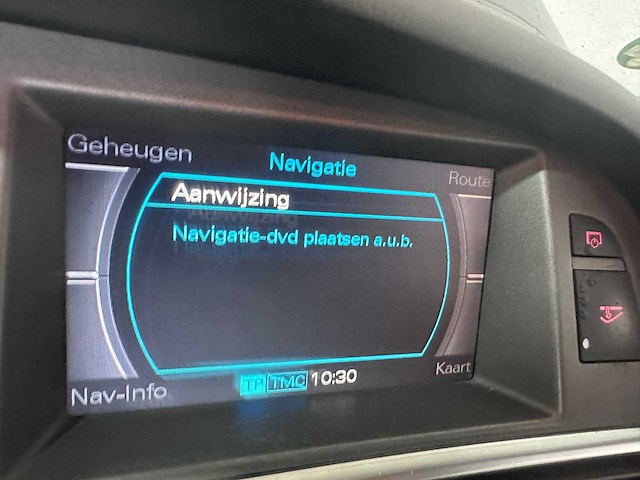 Geheugen
Navigatie
Route
Aanwijzing
Navigatie-dvd plaatsen a.u.b.
Nav-Info
TP TMC 10:30
Kaart